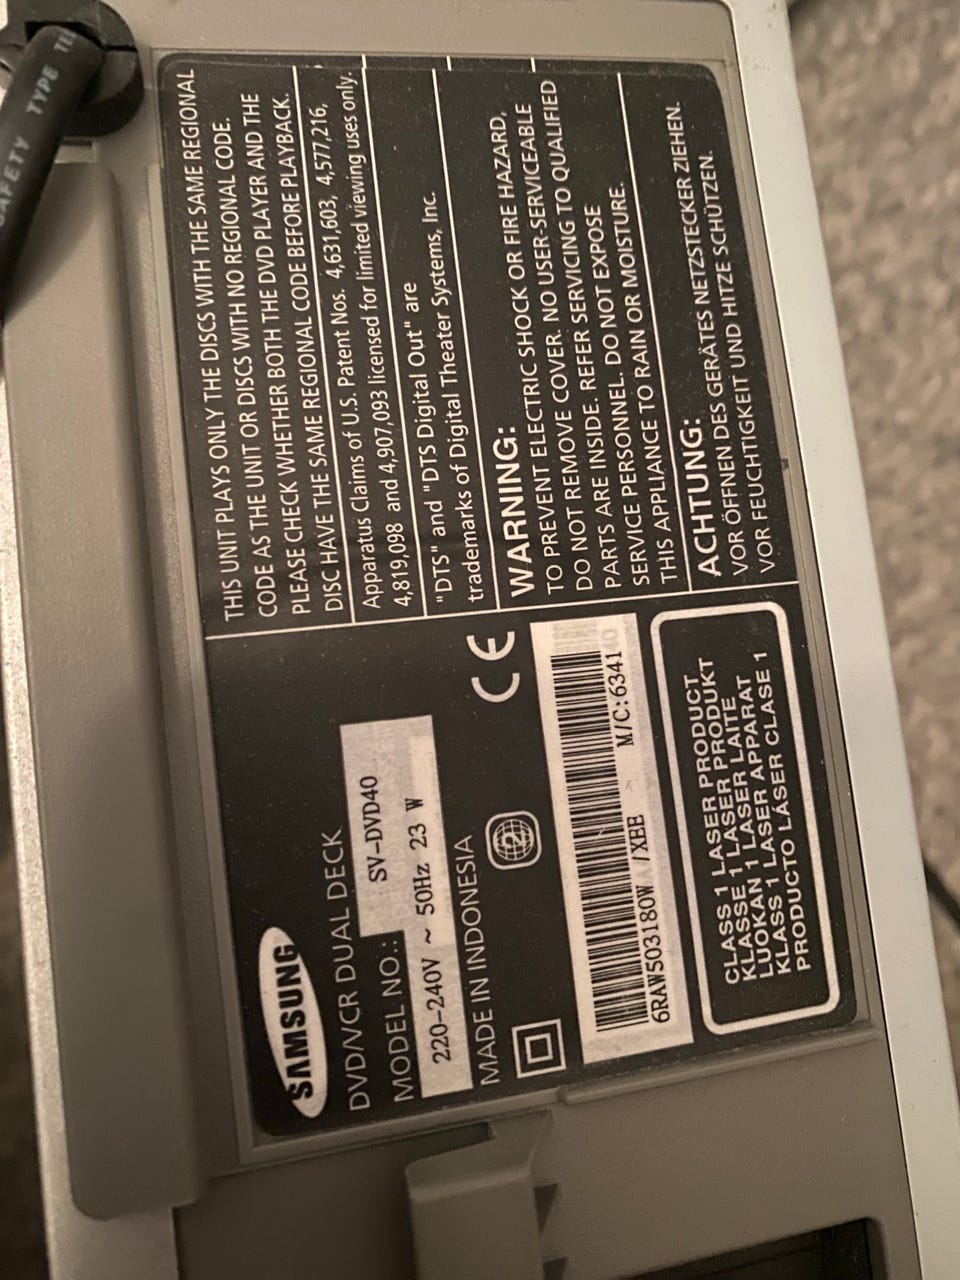 SAFETY TYPE TE
SAMSUNG
DVD/VCR DUAL DECK
MODEL NO.: SV-DVD40
220-240V ~ 50Hz 23 W
MADE IN INDONESIA
2
CE
6RAW503180W /XEE M/C:6341
CLASS 1 LASER PRODUCT
KLASSE 1 LASER PRODUKT
LUOKAN 1 LASER LAITE
KLASS 1 LASER APPARAT
PRODUCTO LÁSER CLASE 1
THIS UNIT PLAYS ONLY THE DISCS WITH THE SAME REGIONAL
CODE AS THE UNIT OR DISCS WITH NO REGIONAL CODE.
PLEASE CHECK WHETHER BOTH THE DVD PLAYER AND THE
DISC HAVE THE SAME REGIONAL CODE BEFORE PLAYBACK.
Apparatus Claims of U.S. Patent Nos. 4,631,603, 4,577,216,
4,819,098 and 4,907,093 licensed for limited viewing uses only.
"DTS" and "DTS Digital Out" are
trademarks of Digital Theater Systems, Inc.
WARNING:
TO PREVENT ELECTRIC SHOCK OR FIRE HAZARD,
DO NOT REMOVE COVER. NO USER-SERVICEABLE
PARTS ARE INSIDE. REFER SERVICING TO QUALIFIED
SERVICE PERSONNEL. DO NOT EXPOSE
THIS APPLIANCE TO RAIN OR MOISTURE.
ACHTUNG:
VOR ÖFFNEN DES GERÄTES NETZSTECKER ZIEHEN.
VOR FEUCHTIGKEIT UND HITZE SCHÜTZEN.